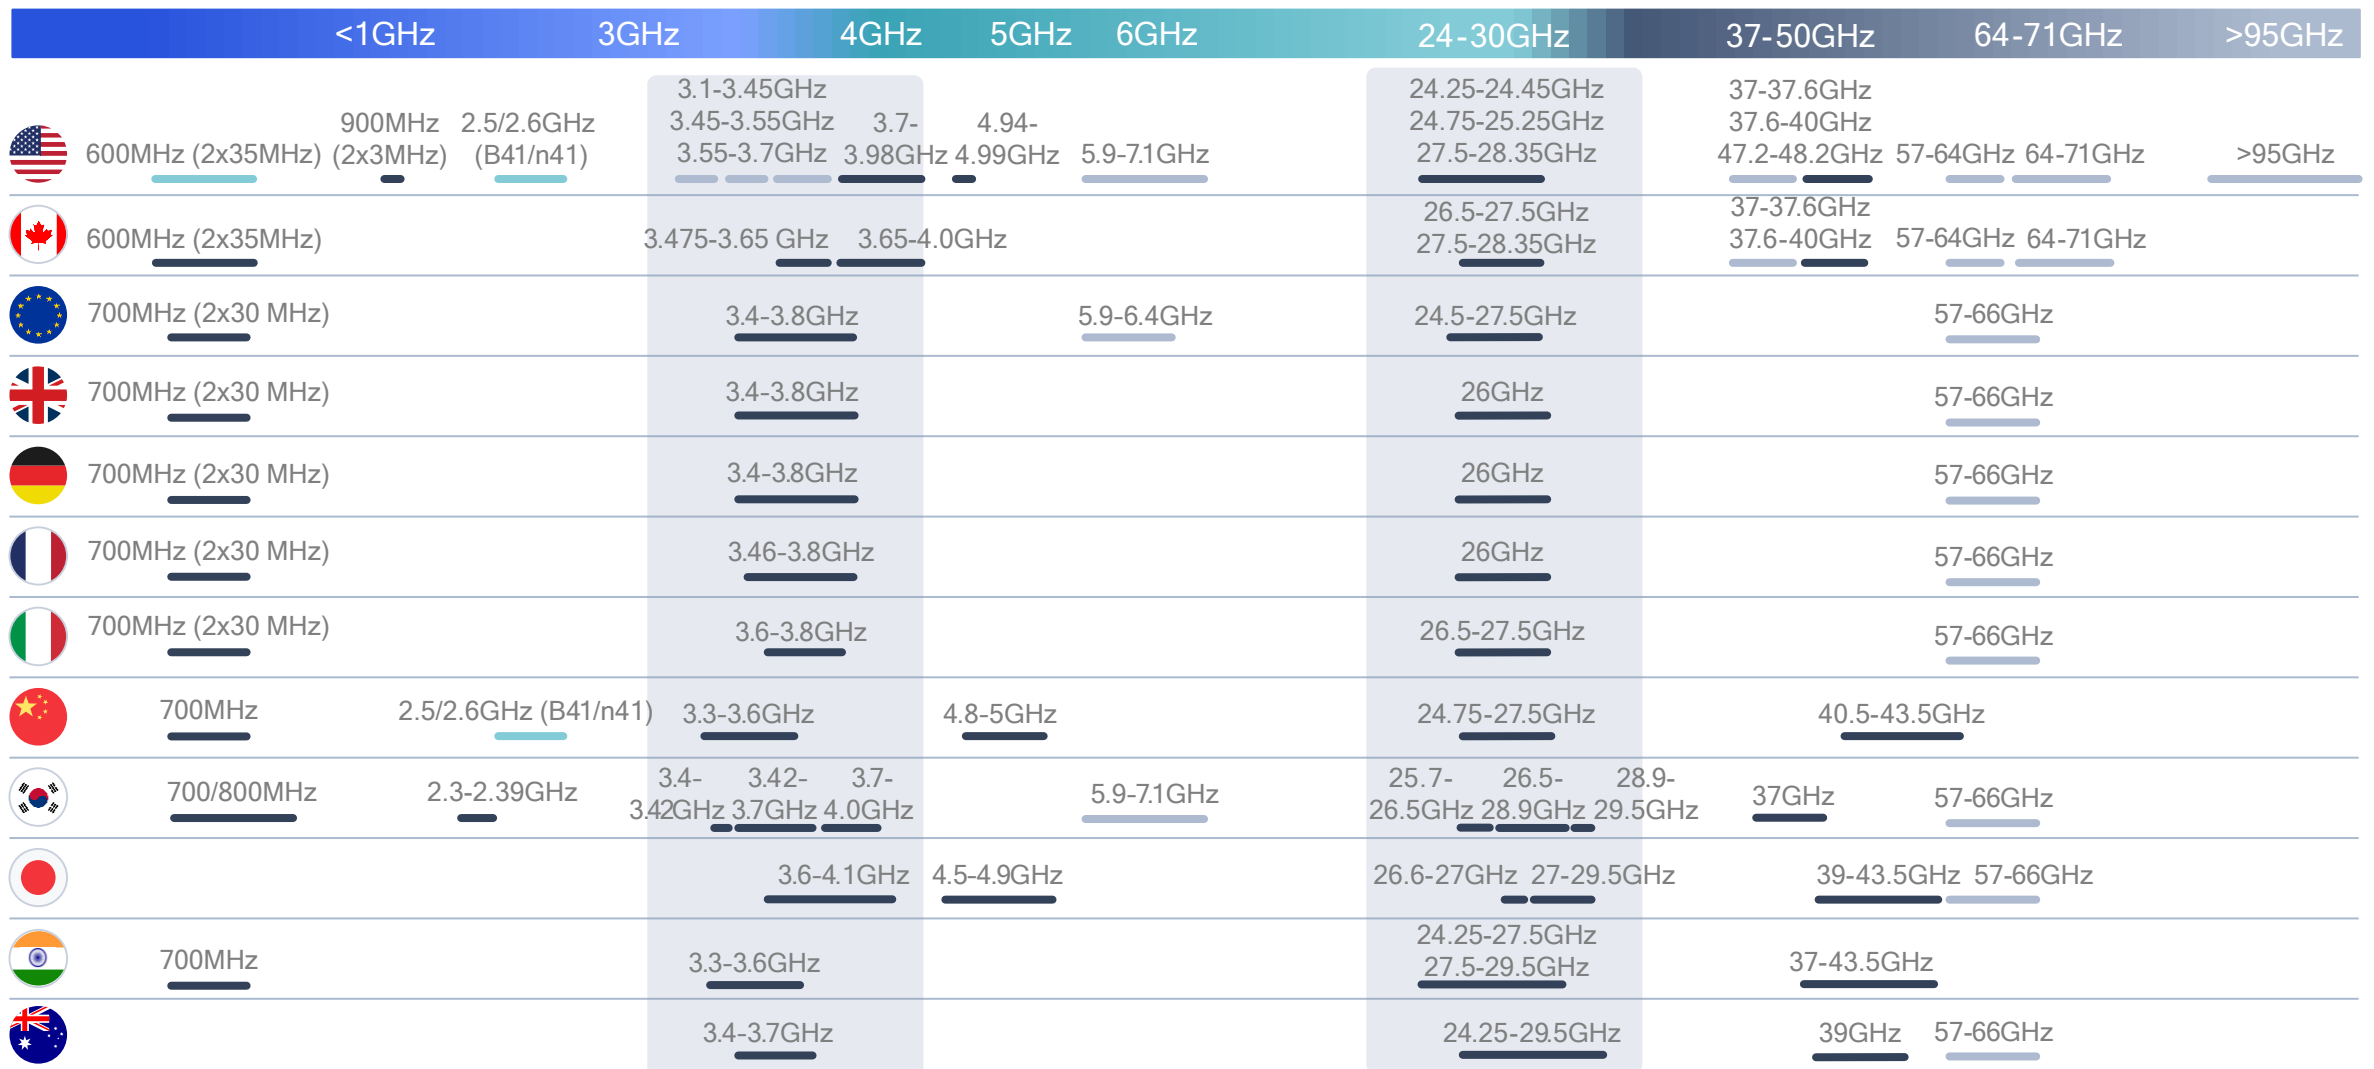 <1GHz 3GHz 4GHz 5GHz 6GHz 24-30GHz 37-50GHz 64-71GHz >95GHz
600MHz (2x35MHz)
900MHz
(2x3MHz)
2.5/2.6GHz
(B41/n41)
3.1-3.45GHz
3.45-3.55GHz
3.55-3.7GHz
3.7-
3.98GHz
4.94-
4.99GHz
5.9-7.1GHz
24.25-24.45GHz
24.75-25.25GHz
27.5-28.35GHz
37-37.6GHz
37.6-40GHz
47.2-48.2GHz
57-64GHz
64-71GHz
>95GHz
600MHz (2x35MHz)
3.475-3.65 GHz
3.65-4.0GHz
26.5-27.5GHz
27.5-28.35GHz
37-37.6GHz
37.6-40GHz
57-64GHz
64-71GHz
700MHz (2x30 MHz)
3.4-3.8GHz
5.9-6.4GHz
24.5-27.5GHz
57-66GHz
700MHz (2x30 MHz)
3.4-3.8GHz
26GHz
57-66GHz
700MHz (2x30 MHz)
3.4-3.8GHz
26GHz
57-66GHz
700MHz (2x30 MHz)
3.46-3.8GHz
26GHz
57-66GHz
700MHz (2x30 MHz)
3.6-3.8GHz
26.5-27.5GHz
57-66GHz
700MHz
2.5/2.6GHz (B41/n41)
3.3-3.6GHz
4.8-5GHz
24.75-27.5GHz
40.5-43.5GHz
700/800MHz
2.3-2.39GHz
3.4-
3.42GHz
3.42-
3.7GHz
3.7-
4.0GHz
5.9-7.1GHz
25.7-
26.5GHz
26.5-
28.9GHz
28.9-
29.5GHz
37GHz
57-66GHz
3.6-4.1GHz
4.5-4.9GHz
26.6-27GHz
27-29.5GHz
39-43.5GHz
57-66GHz
700MHz
3.3-3.6GHz
24.25-27.5GHz
27.5-29.5GHz
37-43.5GHz
3.4-3.7GHz
24.25-29.5GHz
39GHz
57-66GHz